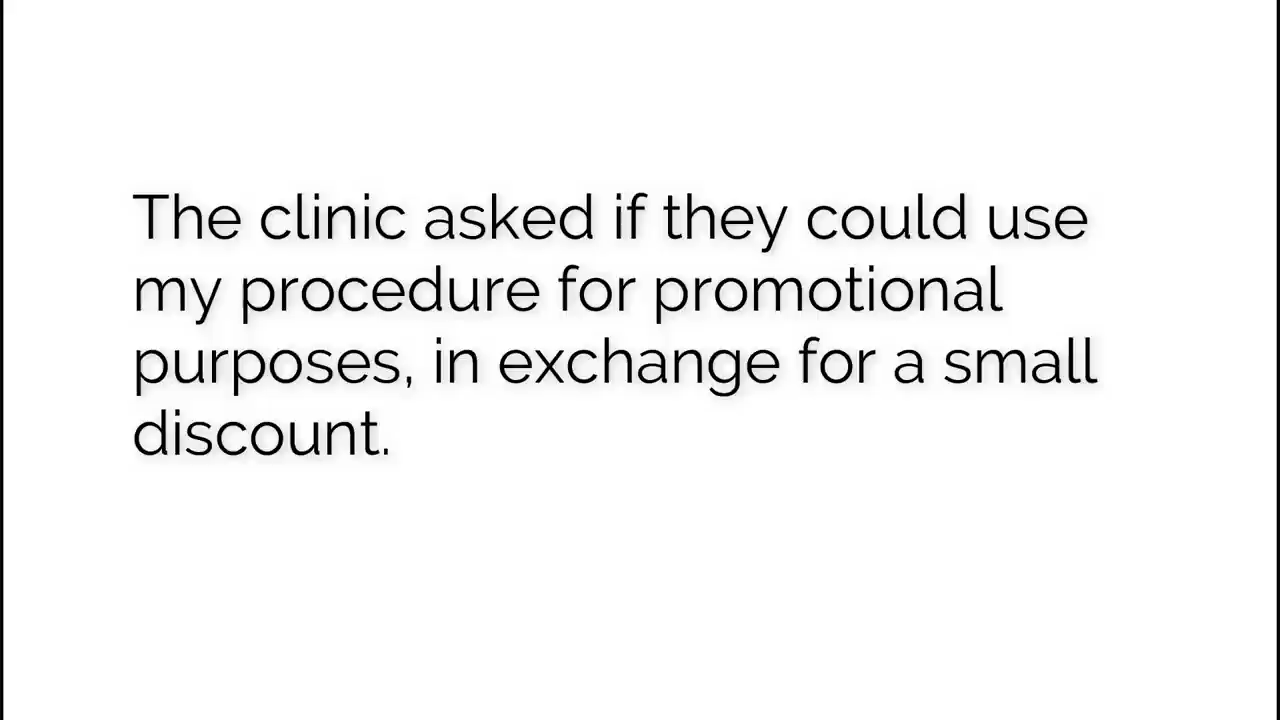 The clinic asked if they could use
my procedure for promotional
purposes, in exchange for a small
discount.